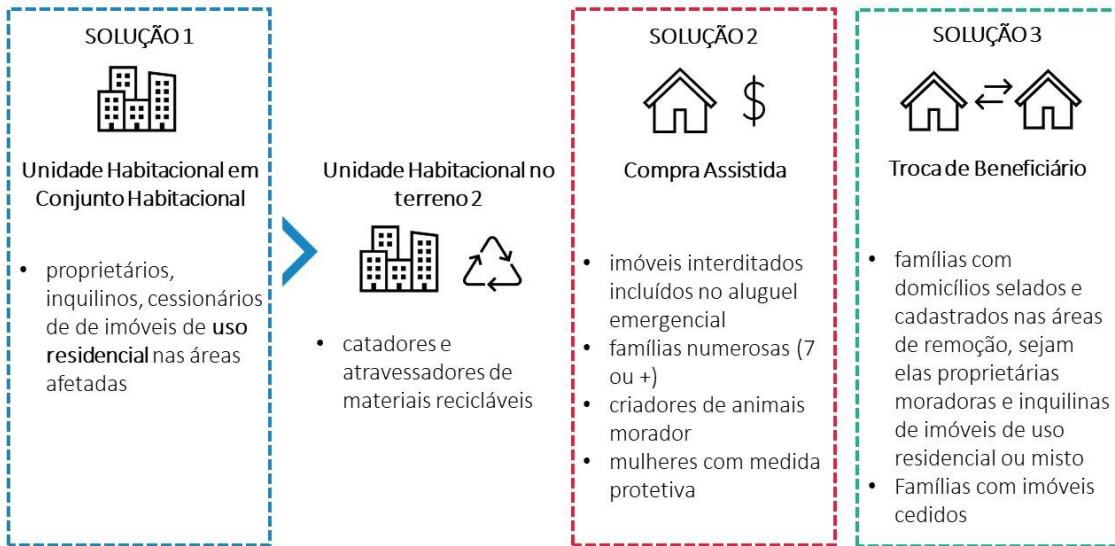 SOLUÇÃO 1
Unidade Habitacional em
Conjunto Habitacional
• proprietários,
inquilinos, cessionários
de de imóveis de uso
residencial nas áreas
afetadas
Unidade Habitacional no
terreno 2
• catadores e
atravessadores de
materiais recicláveis
SOLUÇÃO 2
$
Compra Assistida
• imóveis interditados
incluídos no aluguel
emergencial
• famílias numerosas (7
ou +)
• criadores de animais
morador
• mulheres com medida
protetiva
SOLUÇÃO 3
Troca de Beneficiário
• famílias com
domicílios selados e
cadastrados nas áreas
de remoção, sejam
elas proprietárias
moradoras e inquilinas
de imóveis de uso
residencial ou misto
• Famílias com imóveis
cedidos